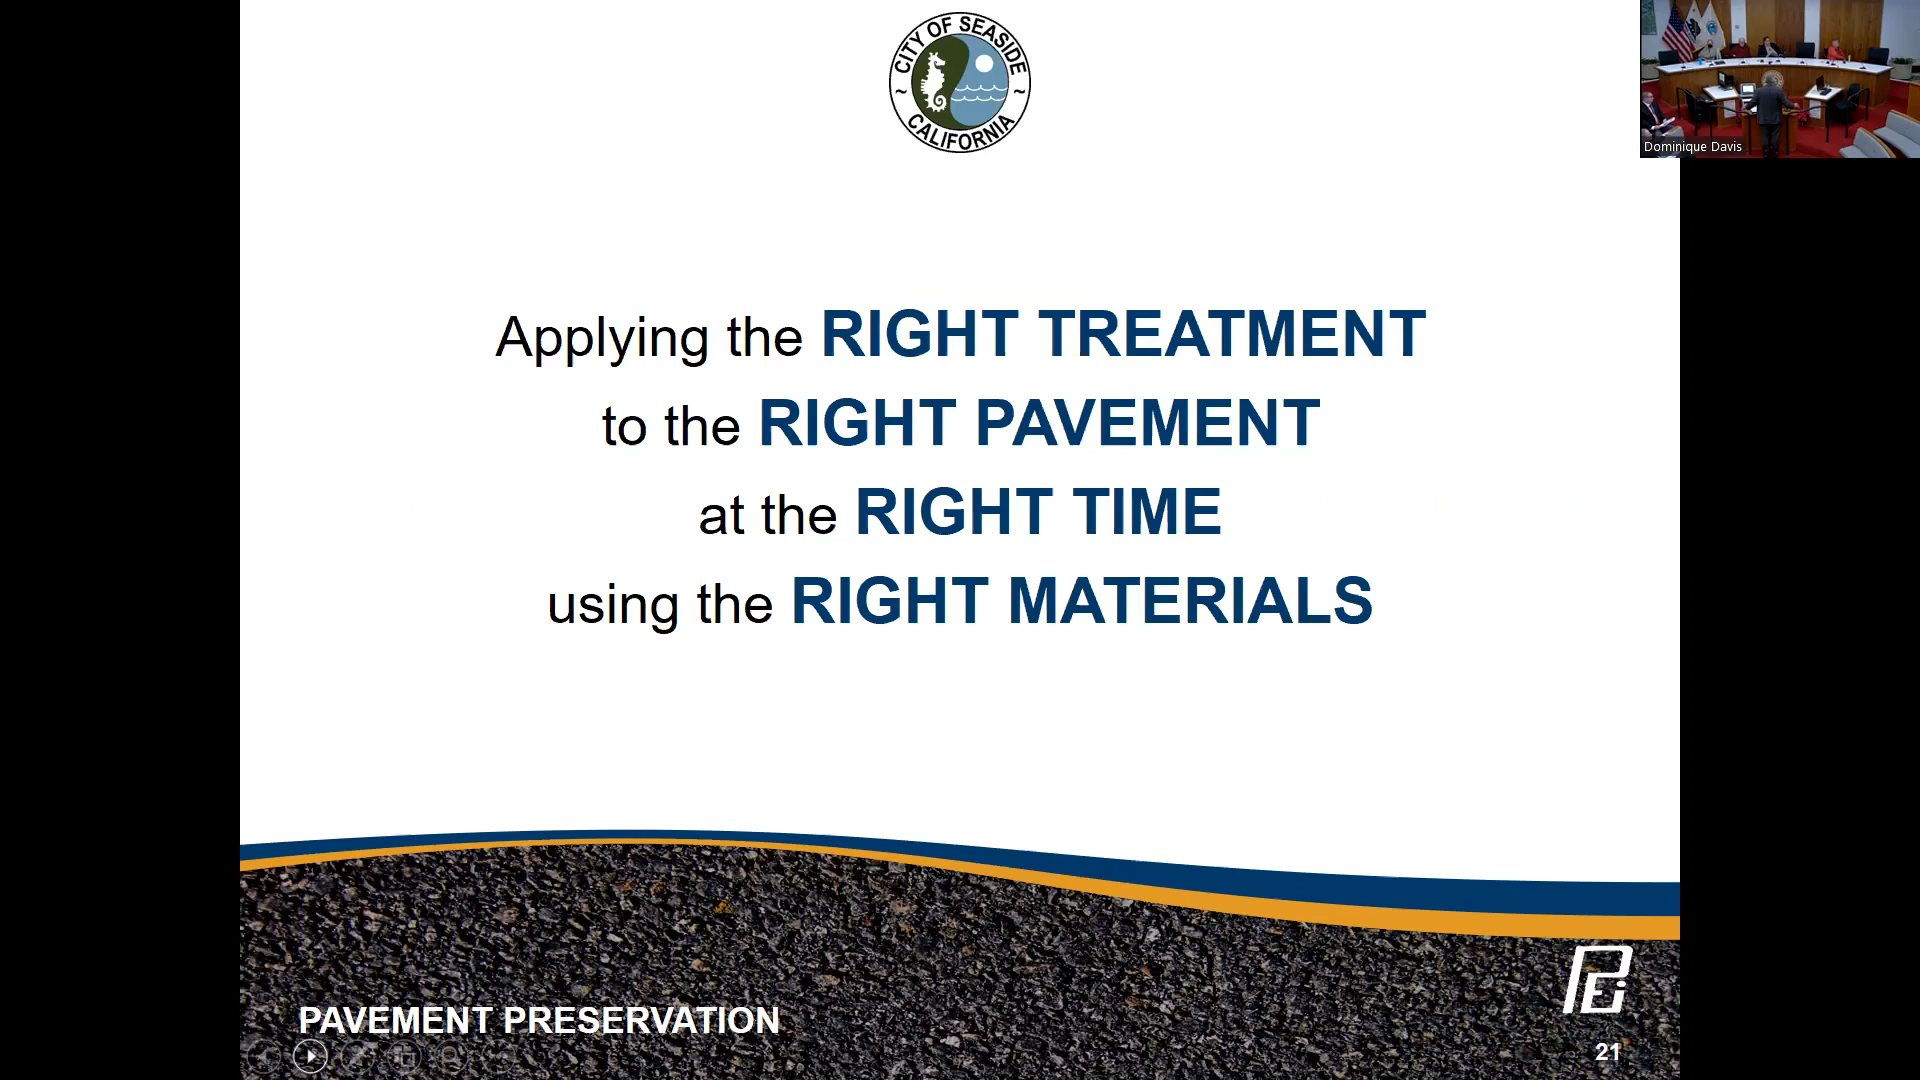 CITY OF SEASIDE
~ ~
CALIFORNIA
Dominique Davis
Applying the RIGHT TREATMENT
to the RIGHT PAVEMENT
at the RIGHT TIME
using the RIGHT MATERIALS
PEi
PAVEMENT PRESERVATION
21